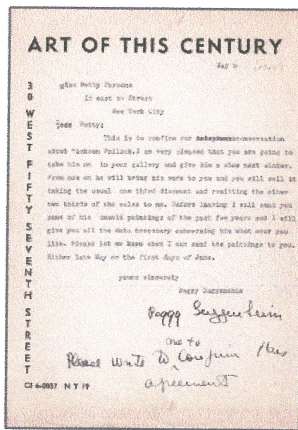 ART OF THIS CENTURY
30 WEST FIFTY SEVENTH STREET
Miss Betty Parsons
15 east Street
New York City
Dear Betty:
This is to confirm our conversation
about Jackson Pollock. I am very pleased that you are going to
take him on in your gallery and give him a show next winter.
From now on he will bring his work to you and you will sell it
taking the usual one third discount and remitting the other
two thirds of the sales to me. Before leaving I will send you
some of his unsold paintings of the past five years and I will
give you all the data necessary concerning him what ever you
like. Please let me know when I can send the paintings to you.
Either late May or the first days of June.
yours sincerely
Peggy Guggenheim
Peggy Guggenheim
Please write me to confirm this
agreement
CI 6-0037 N Y 19